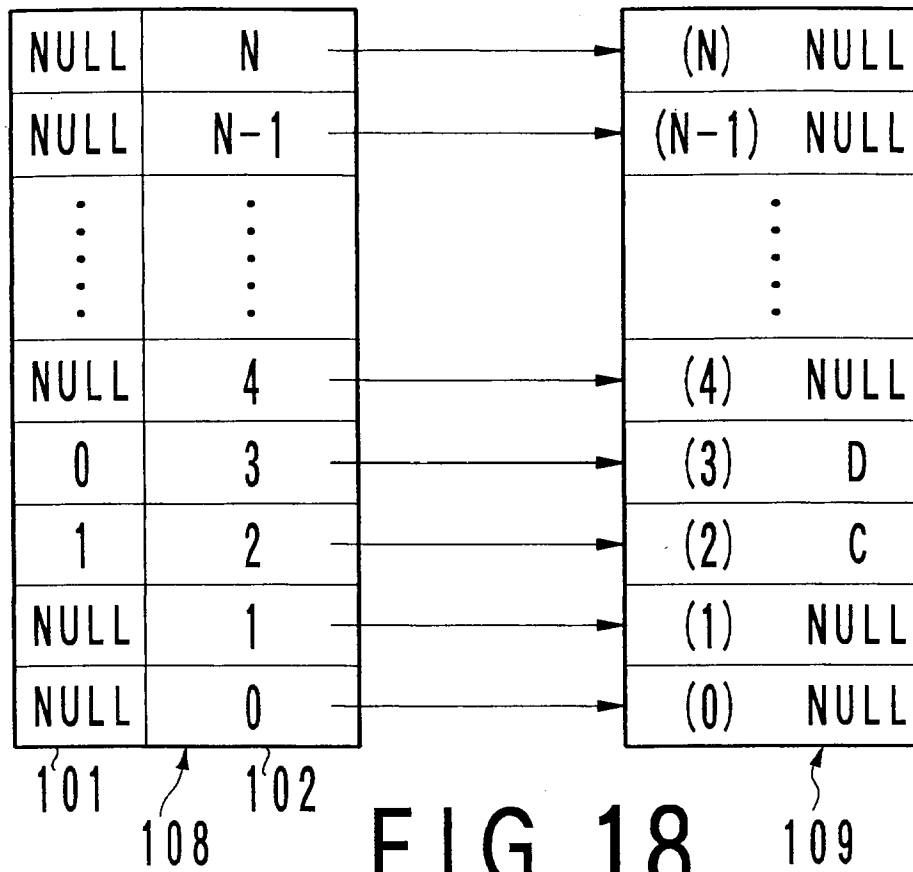 NULL N (N) NULL
NULL N-1 (N-1) NULL
NULL 4 (4) NULL
0 3 (3) D
1 2 (2) C
NULL 1 (1) NULL
NULL 0 (0) NULL
101 102
108 109
FIG 18